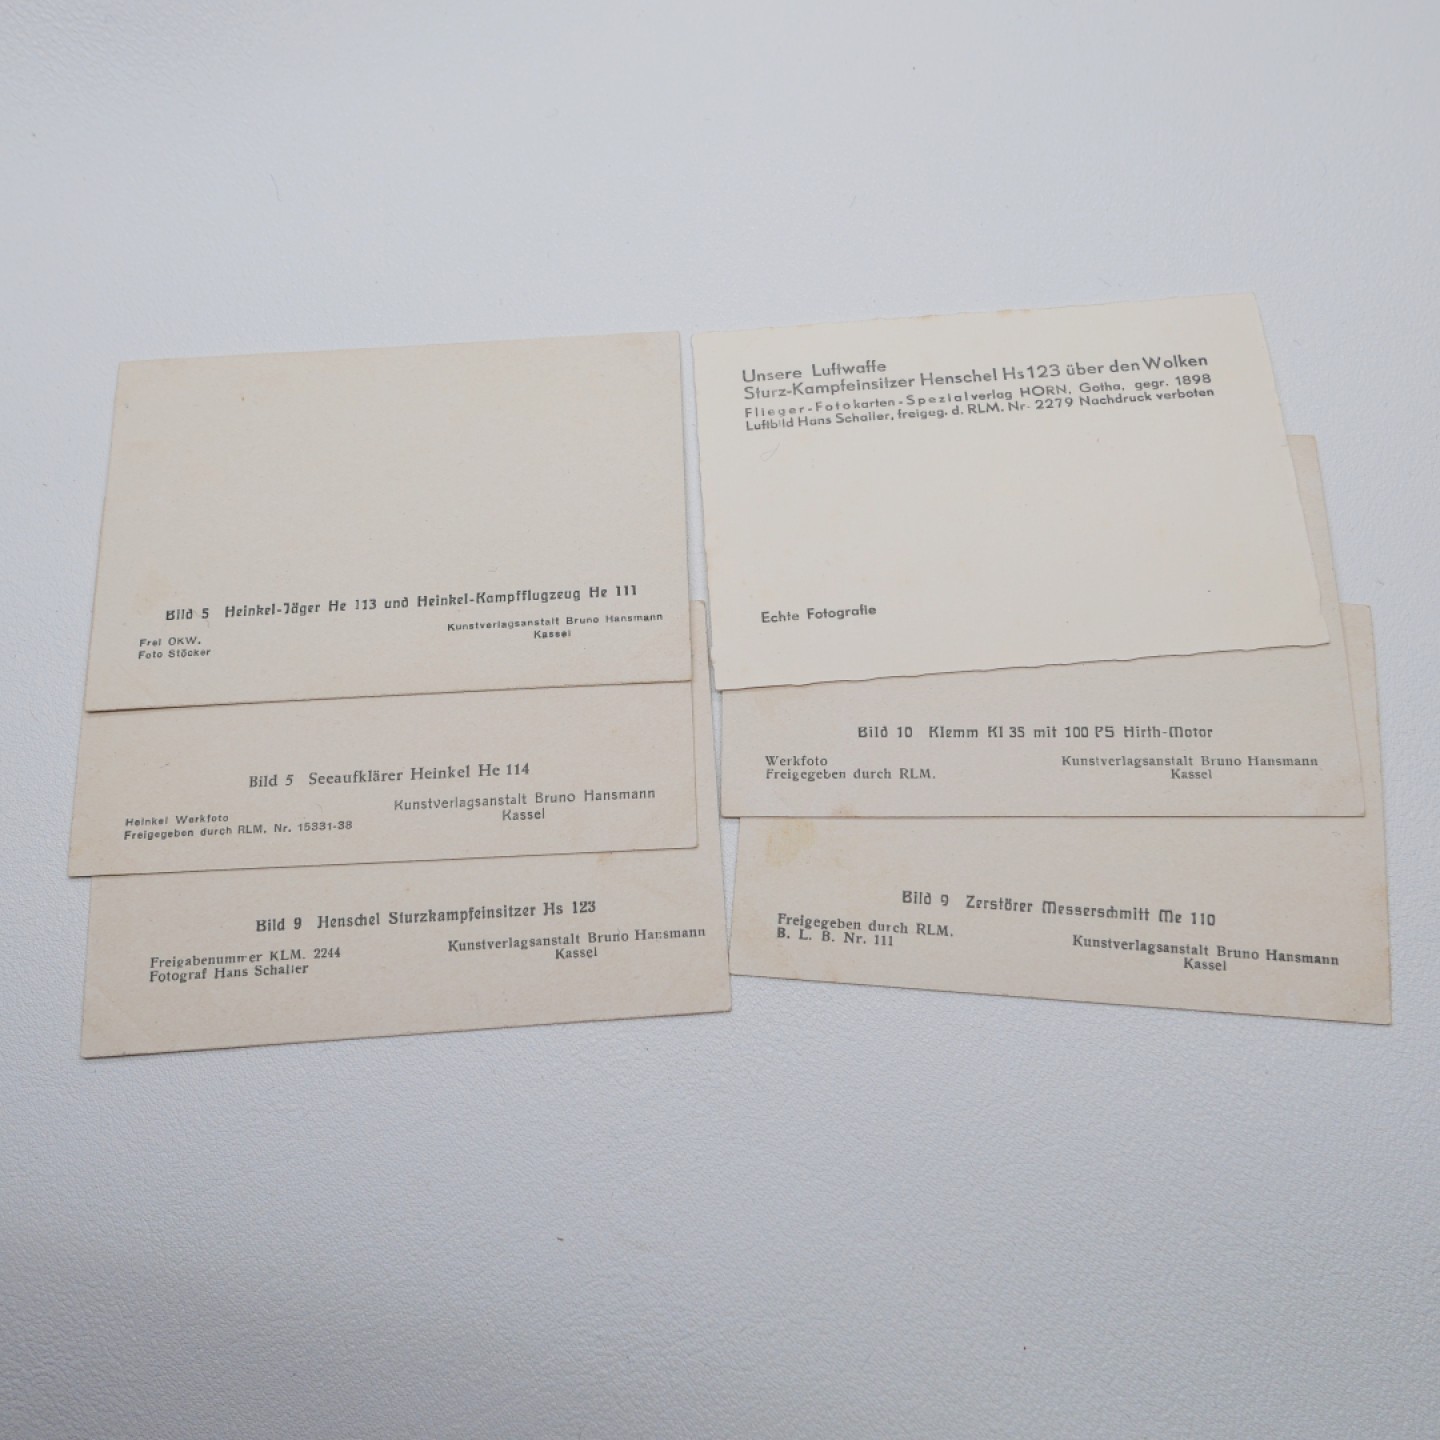 Bild 5 Heinkel-Jäger He 113 und Heinkel-Kampfflugzeug He 111
Frei OKW.
Foto Stöcker
Kunstverlagsanstalt Bruno Hansmann
Kassel
Bild 5 Seeaufklärer Heinkel He 114
Heinkel Werkfoto
Freigegeben durch RLM. Nr. 15331-38
Kunstverlagsanstalt Bruno Hansmann
Kassel
Bild 9 Henschel Sturzkampfeinsitzer Hs 123
Freigabenummer KLM. 2244
Fotograf Hans Schaller
Kunstverlagsanstalt Bruno Hansmann
Kassel
Unsere Luftwaffe
Sturz-Kampfeinsitzer Henschel Hs 123 über den Wolken
Flieger-Fotokarten-Spezialverlag HORN, Gotha, gegr. 1898
Luftbild Hans Schaller, freigeg. d. RLM. Nr. 2279 Nachdruck verboten
Echte Fotografie
Bild 10 Klemm Kl 35 mit 100 PS Hirth-Motor
Werkfoto
Freigegeben durch RLM.
Kunstverlagsanstalt Bruno Hansmann
Kassel
Bild 9 Zerstörer Messerschmitt Me 110
Freigegeben durch RLM.
B. L. B. Nr. 111
Kunstverlagsanstalt Bruno Hansmann
Kassel